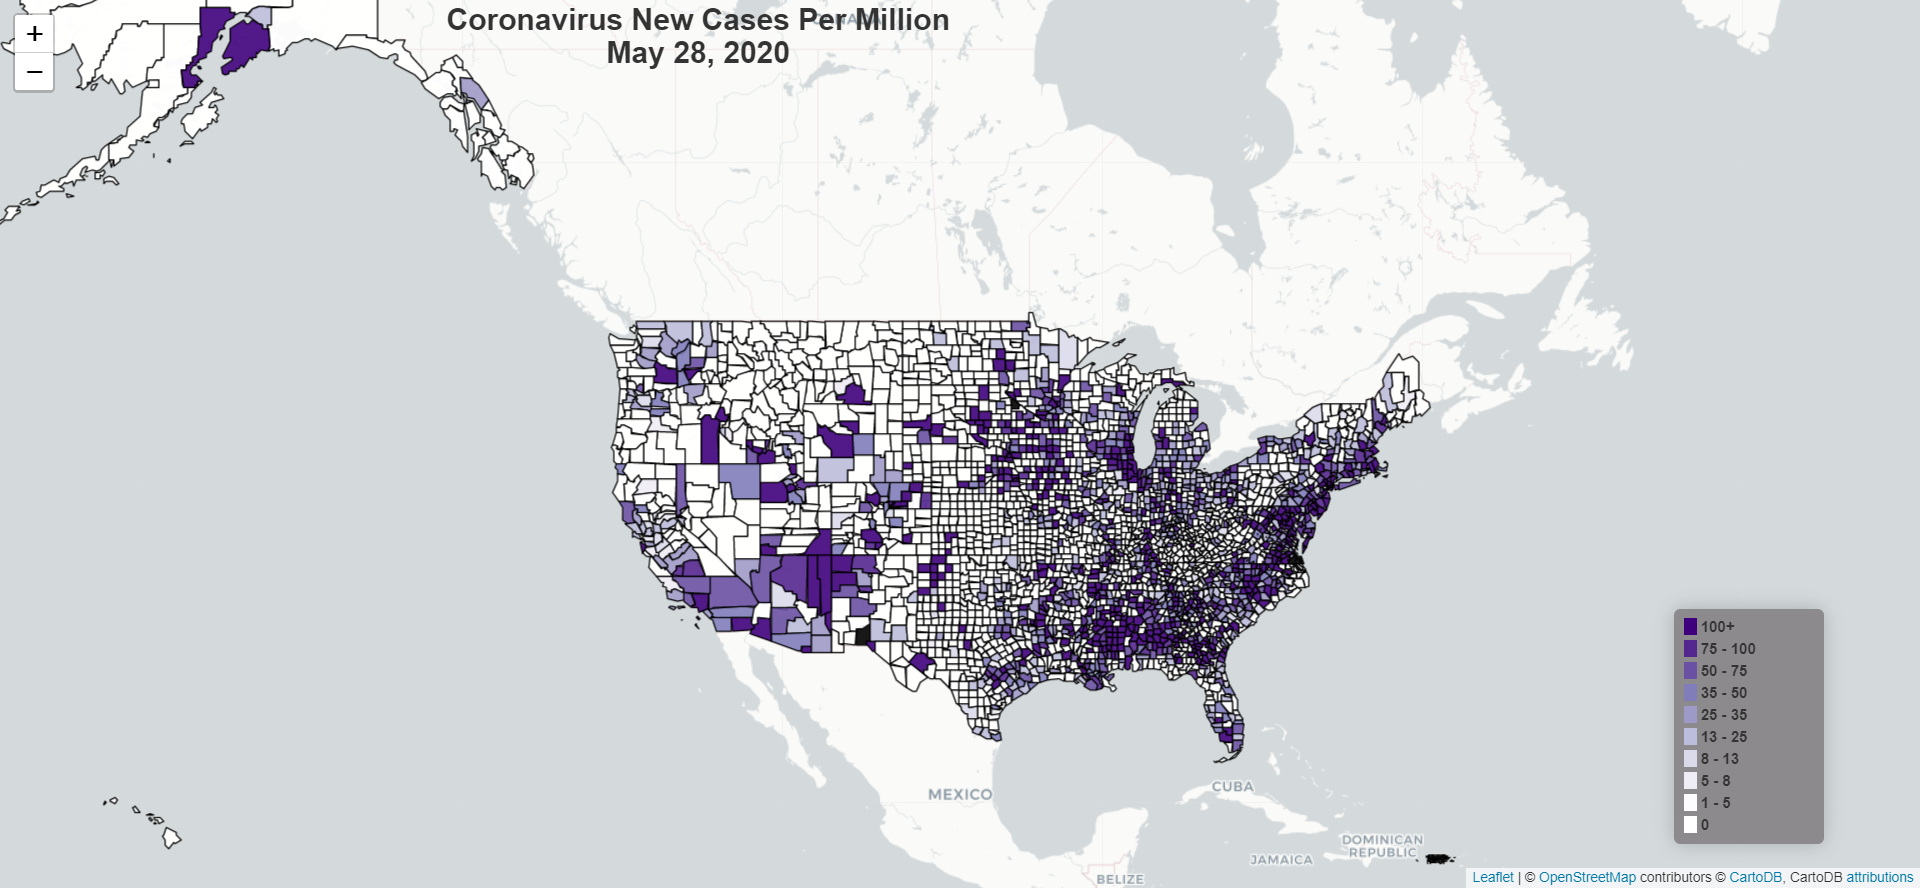 Coronavirus New Cases Per Million
May 28, 2020
+
−
CANADA
MEXICO
CUBA
DOMINICAN
REPUBLIC
JAMAICA
BELIZE
100+
75 - 100
50 - 75
35 - 50
25 - 35
13 - 25
8 - 13
5 - 8
1 - 5
0
Leaflet | © OpenStreetMap contributors © CartoDB, CartoDB attributions